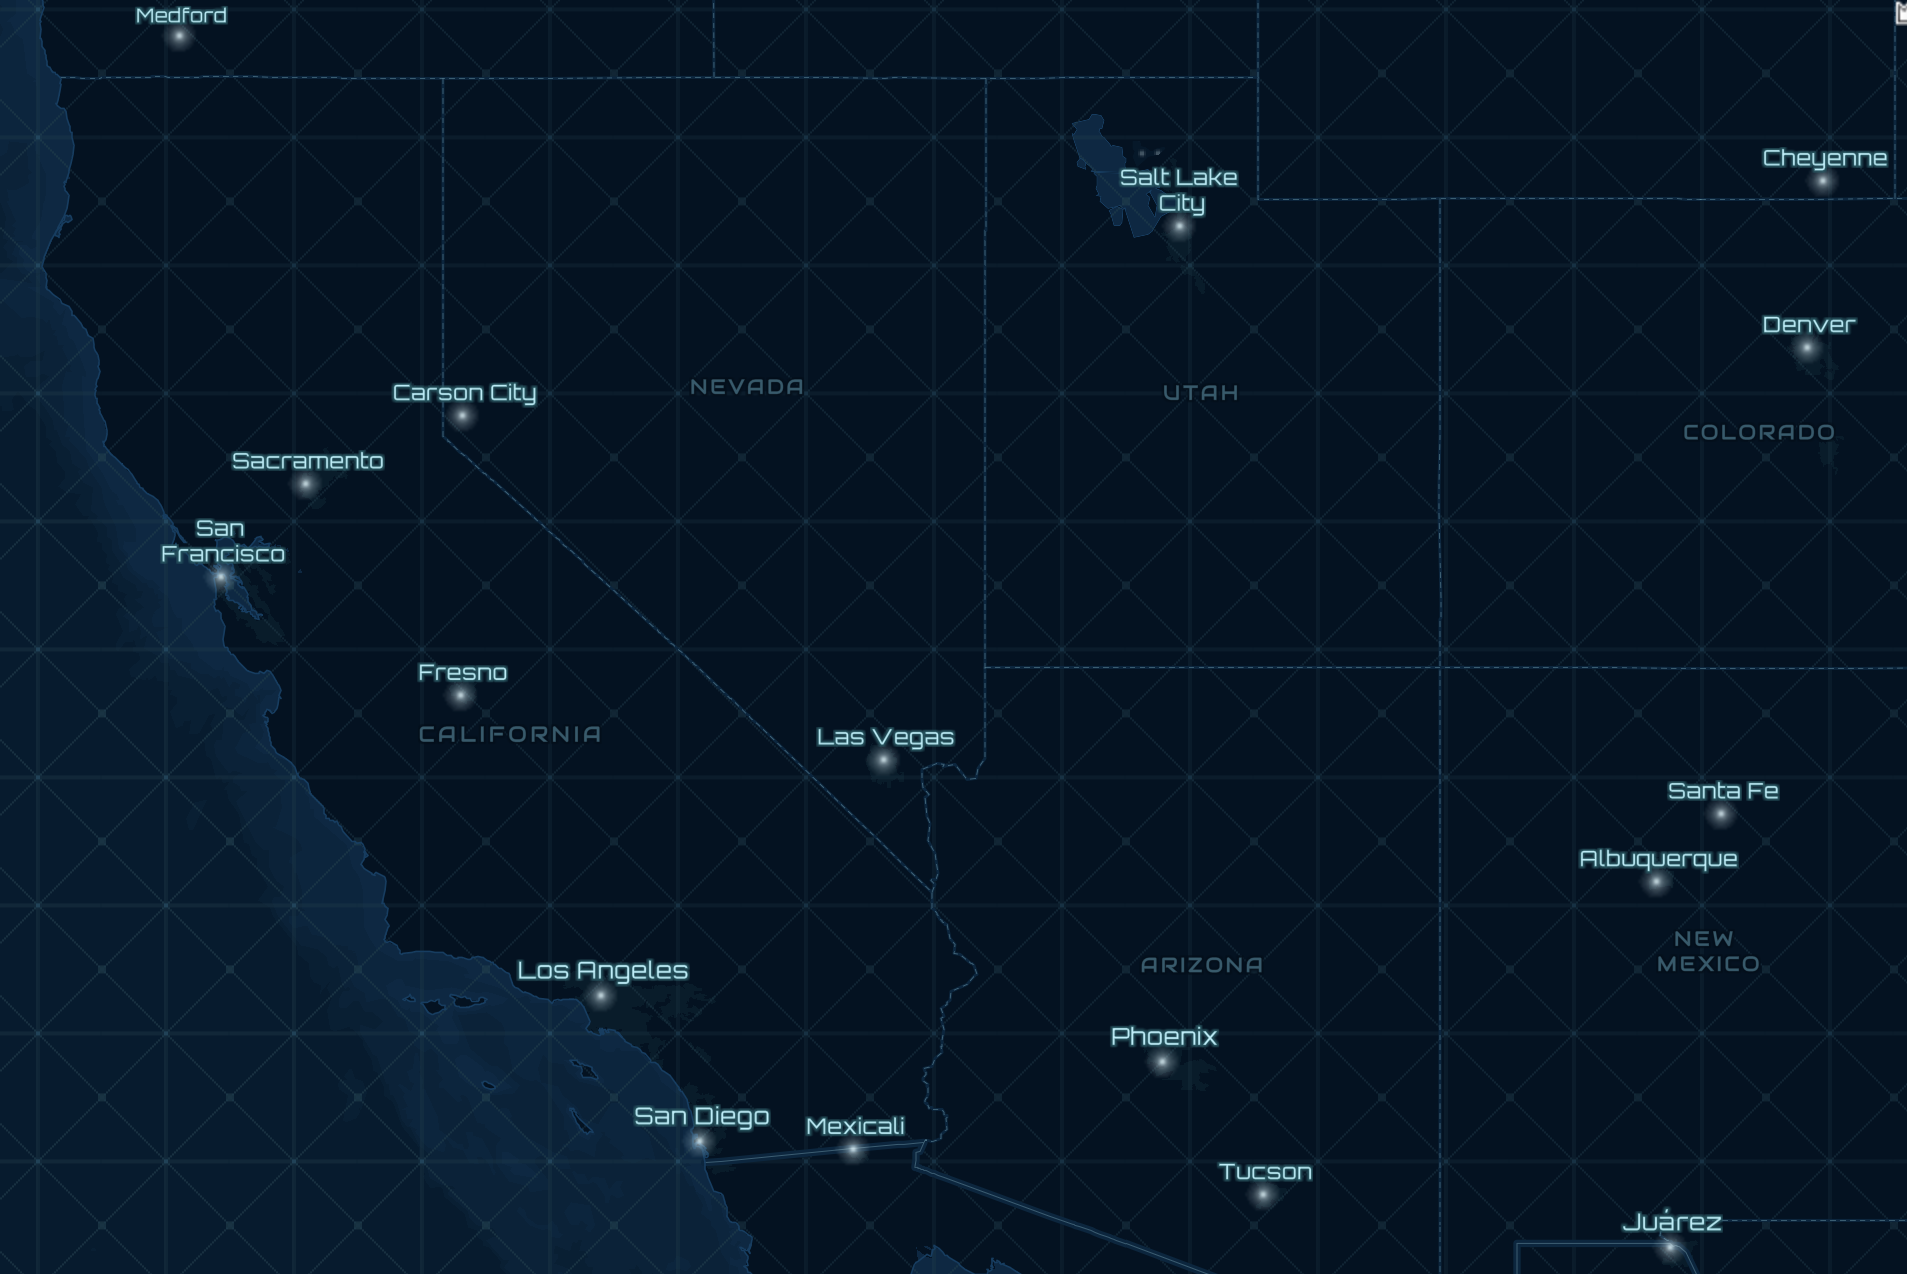 Medford
Cheyenne
Salt Lake
City
Denver
NEVADA
UTAH
Carson City
COLORADO
Sacramento
San
Francisco
Fresno
CALIFORNIA
Las Vegas
Santa Fe
Albuquerque
NEW
MEXICO
ARIZONA
Los Angeles
Phoenix
San Diego
Mexicali
Tucson
Juárez